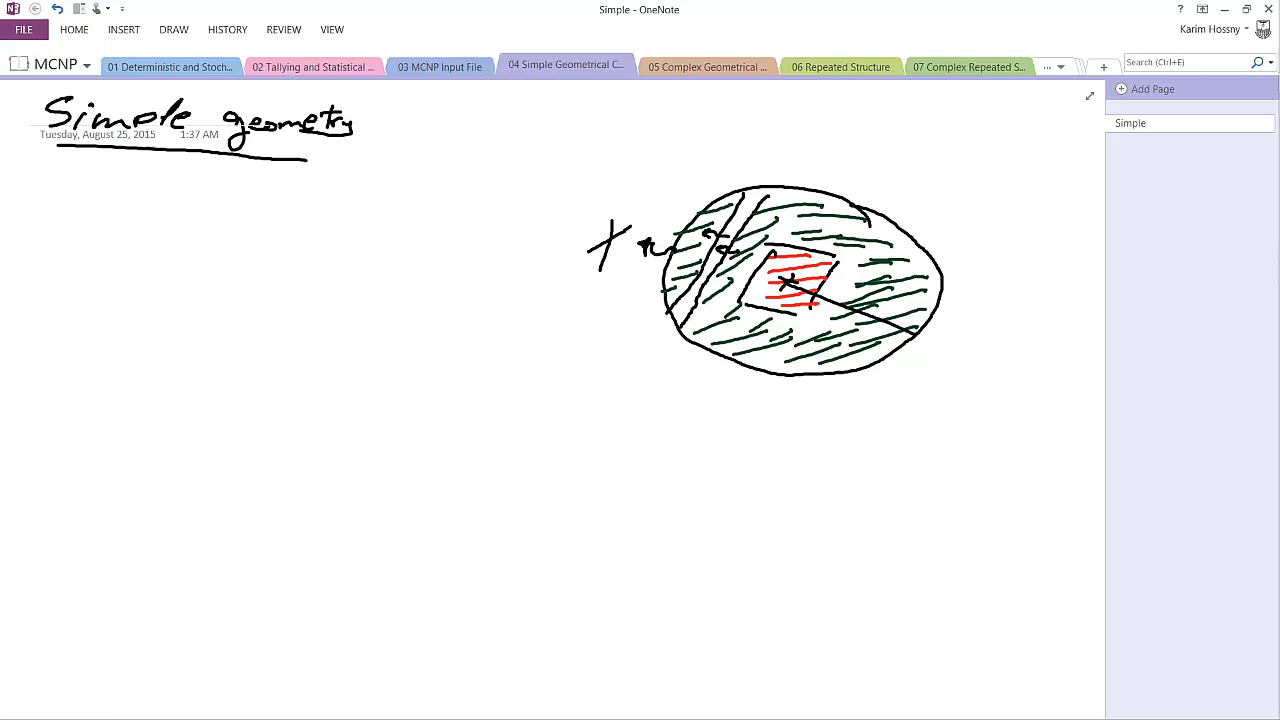 Simple - OneNote
?
FILE HOME INSERT DRAW HISTORY REVIEW VIEW
Karim Hossny
MCNP
01 Deterministic and Stoch...
02 Tallying and Statistical ...
03 MCNP Input File
04 Simple Geometrical C...
05 Complex Geometrical ...
06 Repeated Structure
07 Complex Repeated S...
...
Search (Ctrl+E)
Add Page
Simple
Simple geometry
Tuesday, August 25, 2015 1:37 AM